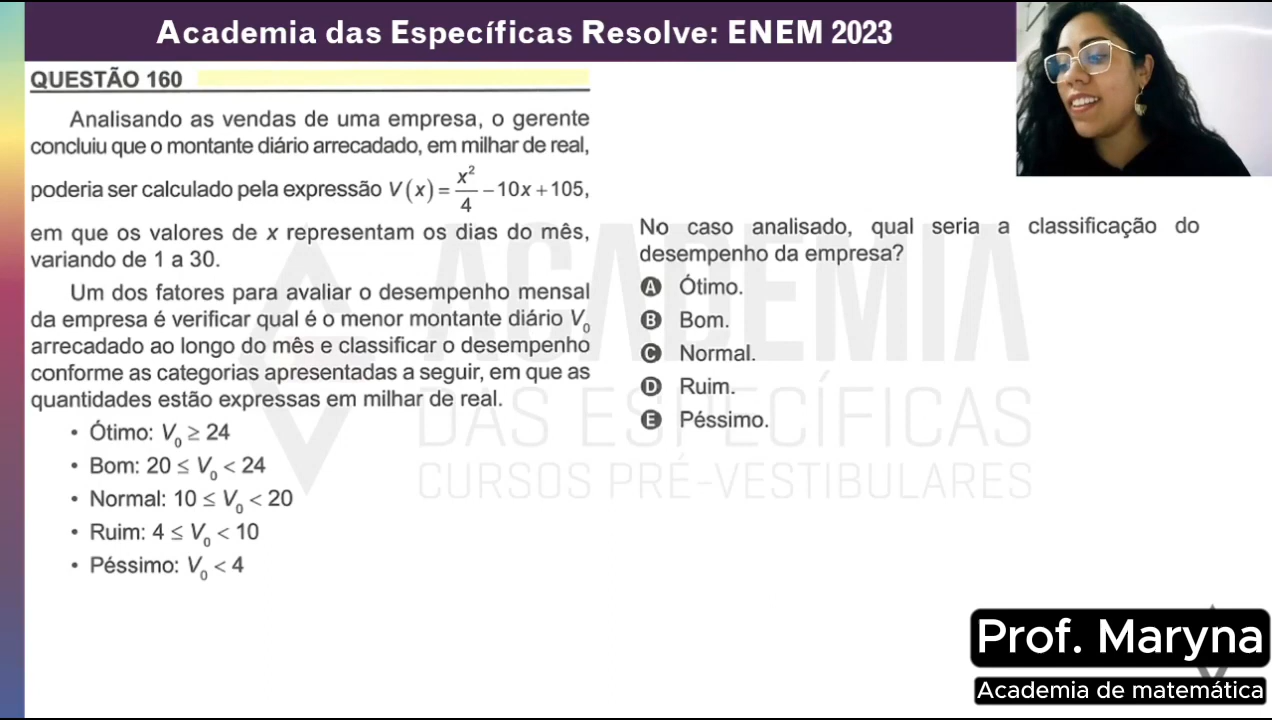 Academia das Específicas Resolve: ENEM 2023
QUESTÃO 160
Analisando as vendas de uma empresa, o gerente
concluiu que o montante diário arrecadado, em milhar de real,
poderia ser calculado pela expressão V(x) = x²/4 – 10x + 105,
em que os valores de x representam os dias do mês,
variando de 1 a 30.
Um dos fatores para avaliar o desempenho mensal
da empresa é verificar qual é o menor montante diário V₀
arrecadado ao longo do mês e classificar o desempenho
conforme as categorias apresentadas a seguir, em que as
quantidades estão expressas em milhar de real.
• Ótimo: V₀ ≥ 24
• Bom: 20 ≤ V₀ < 24
• Normal: 10 ≤ V₀ < 20
• Ruim: 4 ≤ V₀ < 10
• Péssimo: V₀ < 4
No caso analisado, qual seria a classificação do
desempenho da empresa?
A Ótimo.
B Bom.
C Normal.
D Ruim.
E Péssimo.
ACADEMIA
DAS ESPECÍFICAS
CURSOS PRÉ-VESTIBULARES
Prof. Maryna
Academia de matemática